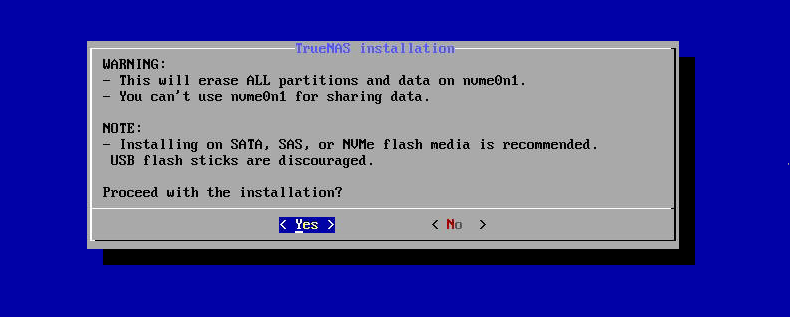 TrueNAS installation
WARNING:
- This will erase ALL partitions and data on nvme0n1.
- You can't use nvme0n1 for sharing data.
NOTE:
- Installing on SATA, SAS, or NVMe flash media is recommended.
USB flash sticks are discouraged.
Proceed with the installation?
< Yes > < No >